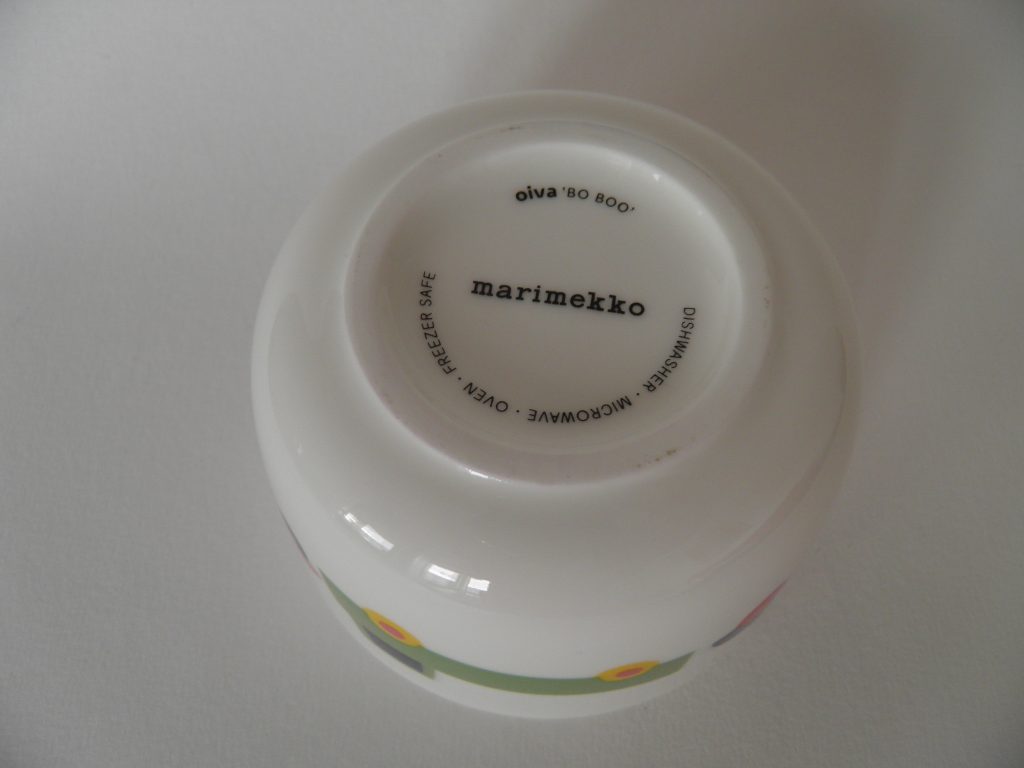 oiva 'BO BOO'
marimekko
DISHWASHER · MICROWAVE · OVEN · FREEZER SAFE